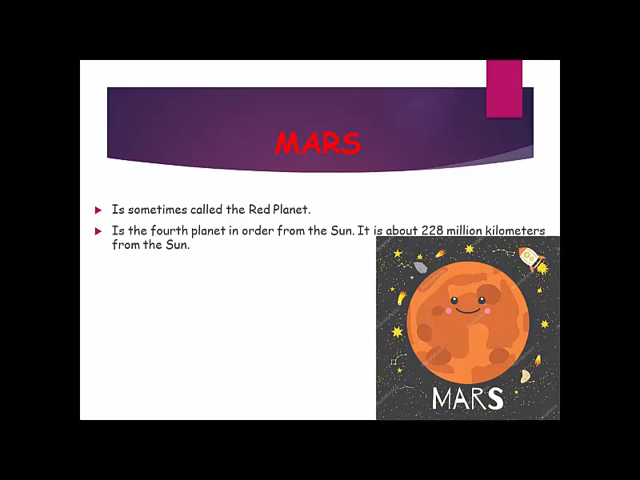 MARS
Is sometimes called the Red Planet.
Is the fourth planet in order from the Sun. It is about 228 million kilometers
from the Sun.
MARS